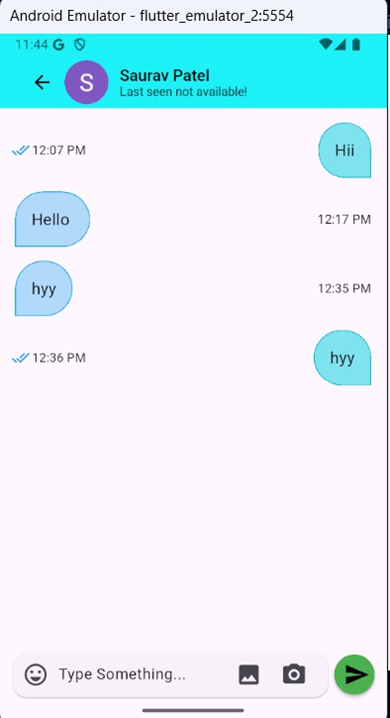 Android Emulator - flutter_emulator_2:5554
11:44 G
S Saurav Patel
Last seen not available!
12:07 PM Hii
Hello 12:17 PM
hyy 12:35 PM
12:36 PM hyy
Type Something...